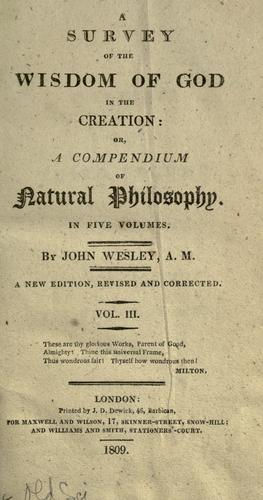 A
SURVEY
OF THE
WISDOM OF GOD
IN THE
CREATION:
OR,
A COMPENDIUM
OF
Natural Philosophy.
IN FIVE VOLUMES.
BY JOHN WESLEY, A. M.
A NEW EDITION, REVISED AND CORRECTED.
VOL. III.
These are thy glorious Works, Parent of Good,
Almighty! Thine this universal Frame,
Thus wondrous fair! Thyself how wondrous then!
MILTON.
LONDON:
Printed by J. D. Dewick, 46, Barbican,
FOR MAXWELL AND WILSON, 17, SKINNER-STREET, SNOW-HILL;
AND WILLIAMS AND SMITH, STATIONERS'-COURT.
1809.
Old Sci